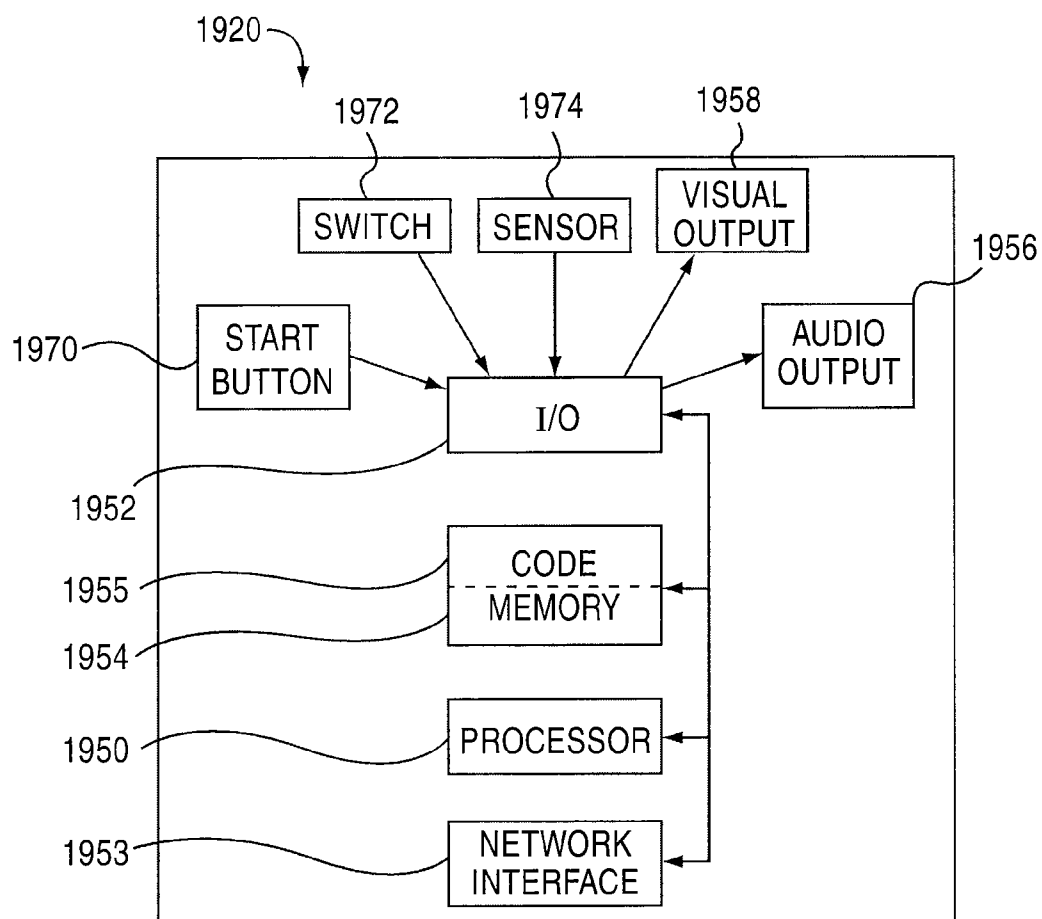 1920
1972
1974
1958
SWITCH
SENSOR
VISUAL
OUTPUT
1956
1970
START
BUTTON
AUDIO
OUTPUT
I/O
1952
1955
CODE
MEMORY
1954
1950
PROCESSOR
1953
NETWORK
INTERFACE